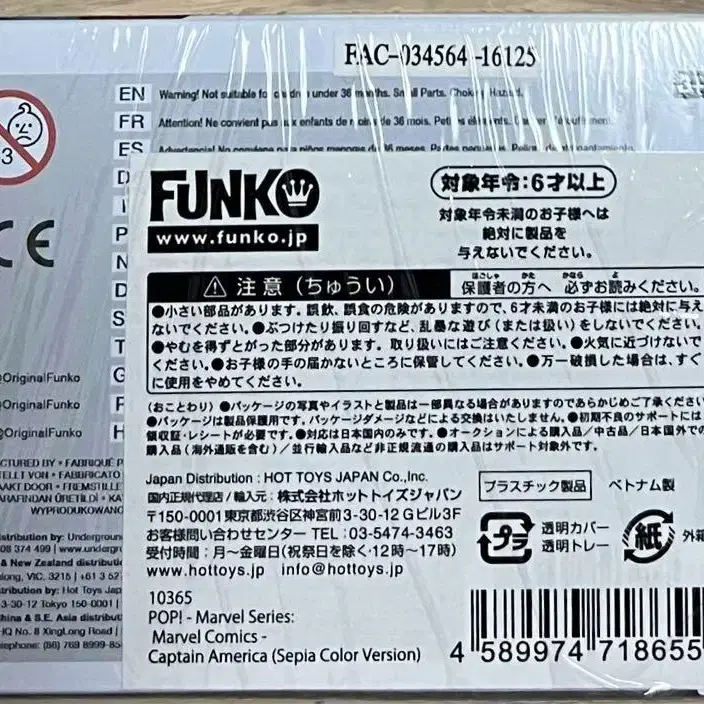 FAC-034564-16125
EN Warning! Not suitable for children under 36 months. Small Parts. Choking Hazard.
FR Attention! Ne convient pas aux enfants de moins de 36 mois. Petits éléments. Danger d'étouffement.
ES
FUNKO
www.funko.jp
対象年令:6才以上
対象年令未満のお子様へは
絶対に製品を
与えないでください。
注意(ちゅうい)
保護者の方へ 必ずお読みください。
●小さい部品があります。誤飲、誤食の危険がありますので、6才未満のお子様には絶対に与え
ないでください。●ぶつけたり振り回すなど、乱暴な遊び(または扱い)をしないでください。
●やむを得ずとがった部分があります。取り扱いにはご注意ください。●火気に近づけないで
ください。●お子様の手の届かないところに保管してください。●万一破損した場合は、すぐ
に使用をやめてください。
(おことわり)●パッケージの写真やイラストと製品は一部異なる場合がありますのであらかじめご了承くださ
●パッケージは製品保護用です。パッケージダメージなどによる交換はいたしません。●初期不良のサポートには
領収証・レシートが必要です。●対応は日本国内のみです。●オークションによる購入品/中古品/日本国外での
購入品(海外通販を含む)/並行輸入品など非正規流通の購入品はサポート対象外です。
Japan Distribution: HOT TOYS JAPAN Co.,Inc.
国内正規代理店/輸入元:株式会社ホットトイズジャパン
〒150-0001東京都渋谷区神宮前3-30-12 Gビル3F
お客様問い合わせセンター TEL:03-5474-3463
受付時間:月〜金曜日(祝祭日を除く・12時〜17時)
www.hottoys.jp info@hottoys.jp
プラスチック製品
ベトナム製
プラ
透明カバー
透明トレー
紙
外箱
10365
POP! - Marvel Series:
Marvel Comics -
Captain America (Sepia Color Version)
4 589974 718655
3
CE
@OriginalFunko
@OriginalFunko
@OriginalFunko